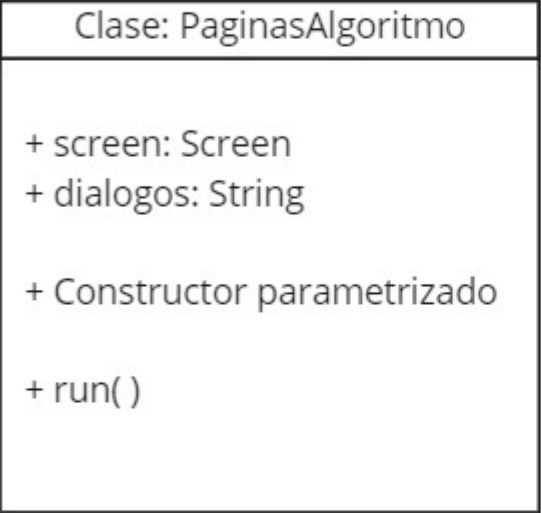 Clase: PaginasAlgoritmo
+ screen: Screen
+ dialogos: String
+ Constructor parametrizado
+ run( )